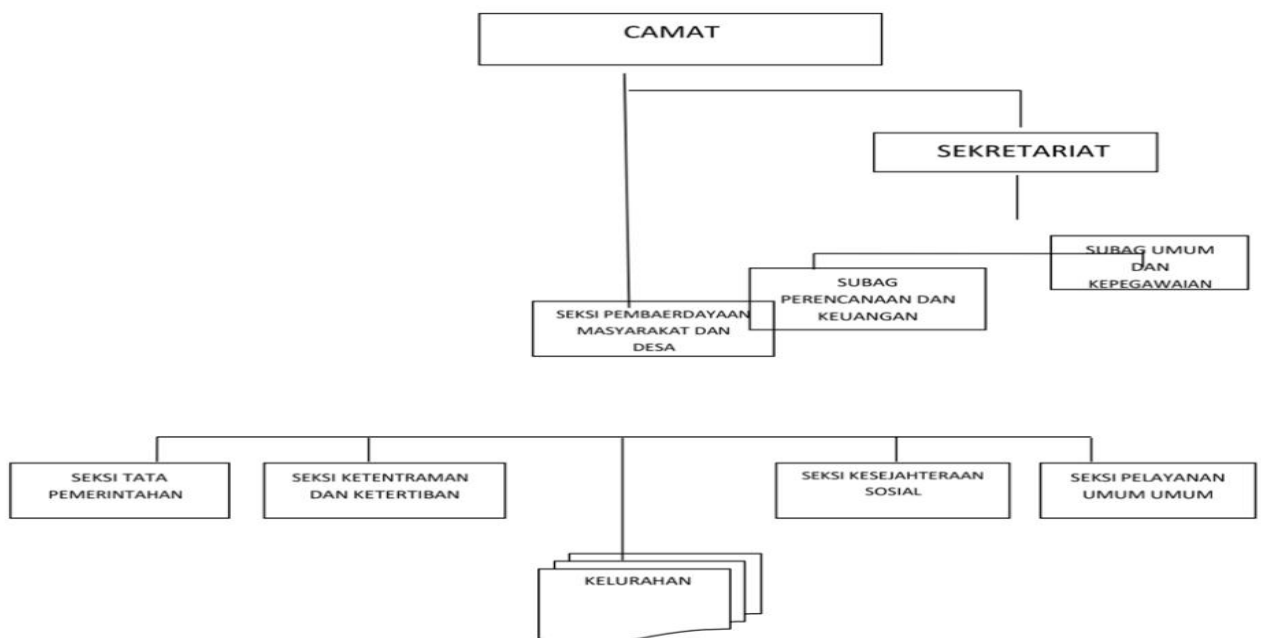 CAMAT
SEKRETARIAT
SUBAG UMUM
DAN
KEPEGAWAIAN
SUBAG
PERENCANAAN DAN
KEUANGAN
SEKSI PEMBAERDAYAAN
MASYARAKAT DAN
DESA
SEKSI TATA
PEMERINTAHAN
SEKSI KETENTRAMAN
DAN KETERTIBAN
SEKSI KESEJAHTERAAN
SOSIAL
SEKSI PELAYANAN
UMUM UMUM
KELURAHAN